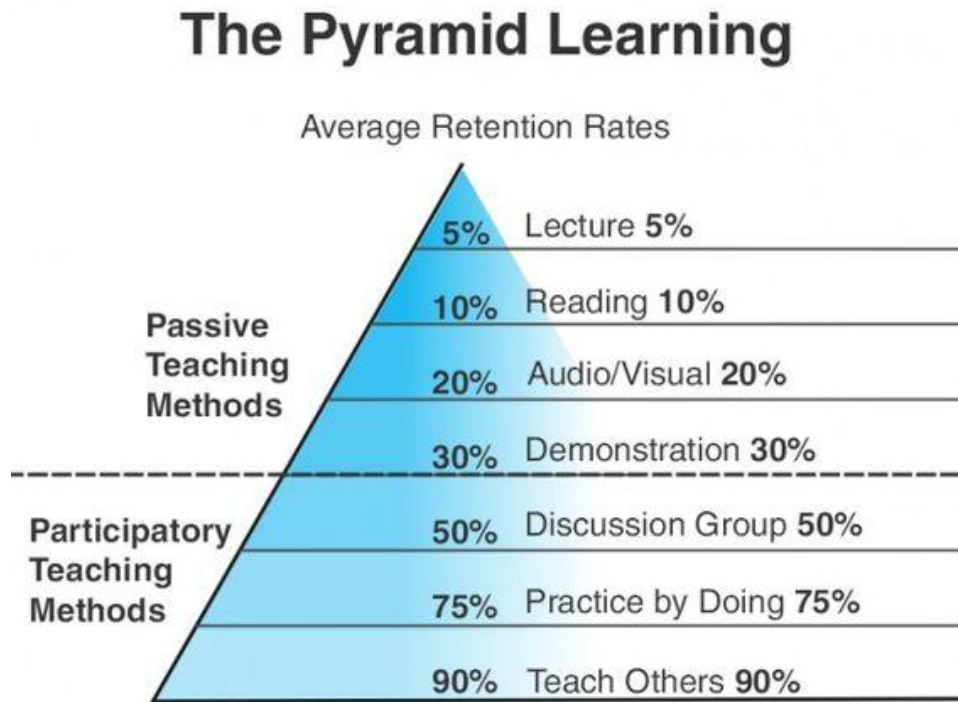 The Pyramid Learning
Average Retention Rates
5% Lecture 5%
10% Reading 10%
Passive
Teaching
Methods
20% Audio/Visual 20%
30% Demonstration 30%
Participatory
Teaching
Methods
50% Discussion Group 50%
75% Practice by Doing 75%
90% Teach Others 90%